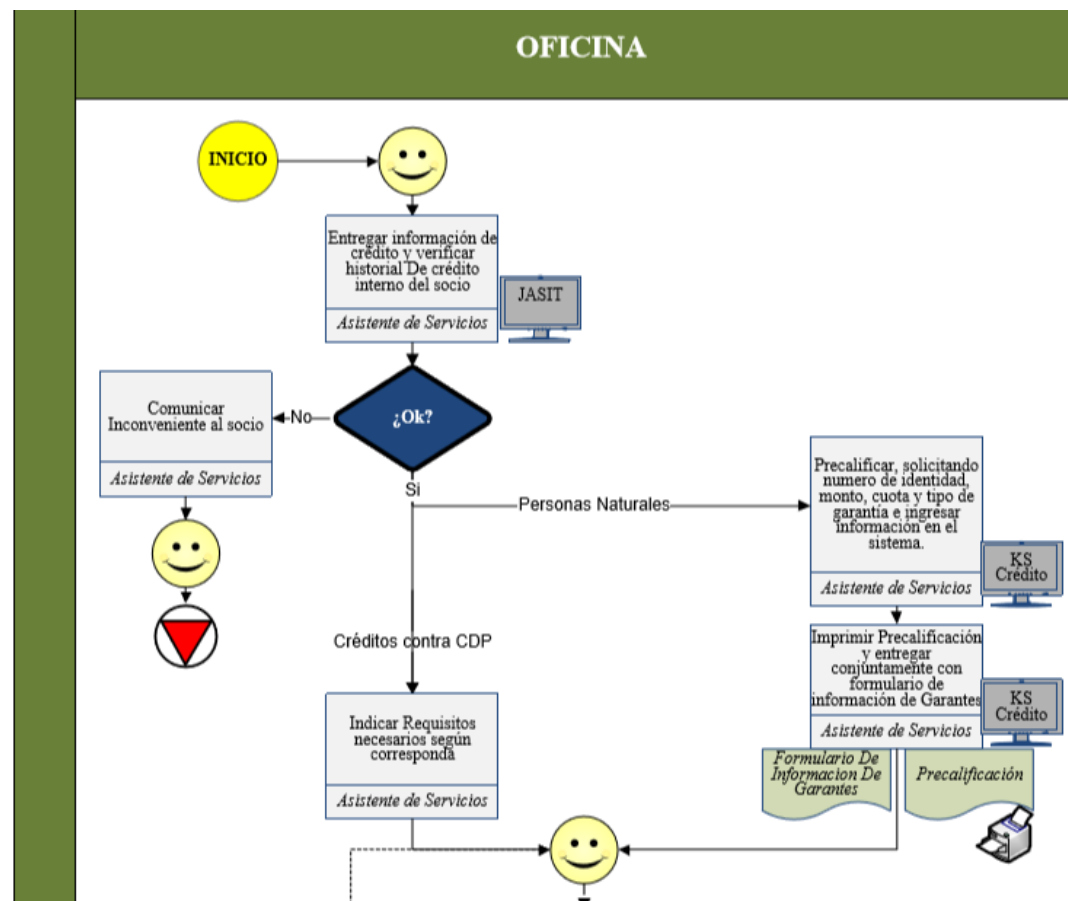 OFICINA
INICIO
Entregar información de
crédito y verificar
historial De crédito
interno del socio
Asistente de Servicios
JASIT
¿Ok?
No
Comunicar
Inconveniente al socio
Asistente de Servicios
Si
Personas Naturales
Precalificar, solicitando
numero de identidad,
monto, cuota y tipo de
garantía e ingresar
información en el
sistema.
Asistente de Servicios
KS
Crédito
Créditos contra CDP
Imprimir Precalificación
y entregar
conjuntamente con
formulario de
información de Garantes
Asistente de Servicios
KS
Crédito
Formulario De
Informacion De
Garantes
Precalificación
Indicar Requisitos
necesarios según
corresponda
Asistente de Servicios